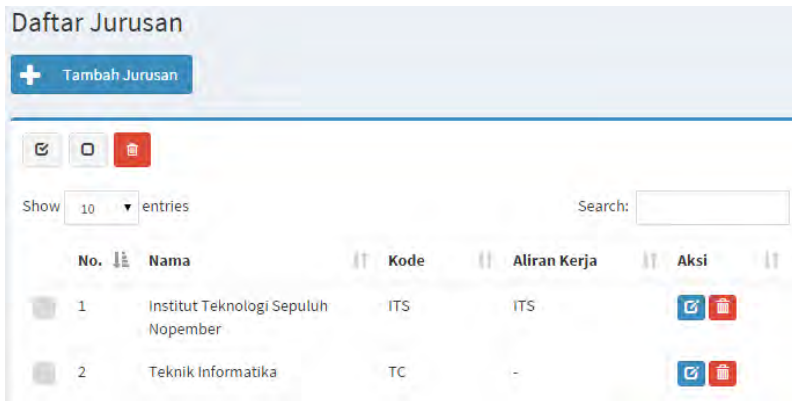 Daftar Jurusan
Tambah Jurusan
Show 10 entries Search:
No. Nama Kode Aliran Kerja Aksi
1 Institut Teknologi Sepuluh Nopember ITS ITS
2 Teknik Informatika TC -